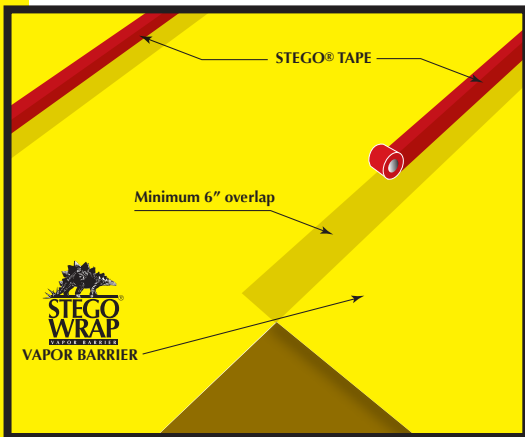 STEGO® TAPE
Minimum 6″ overlap
STEGO®
WRAP
VAPOR BARRIER
VAPOR BARRIER